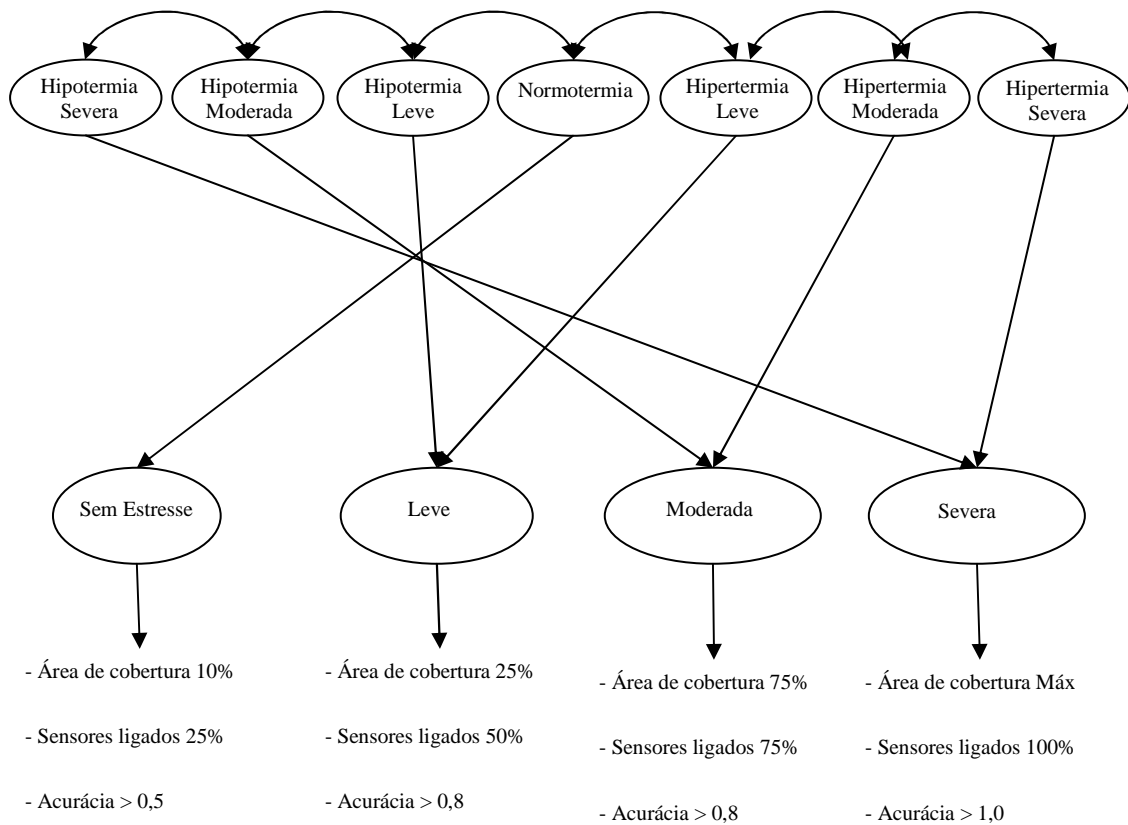 Hipotermia
Severa
Hipotermia
Moderada
Hipotermia
Leve
Normotermia
Hipertermia
Leve
Hipertermia
Moderada
Hipertermia
Severa
Sem Estresse
Leve
Moderada
Severa
- Área de cobertura 10%
- Sensores ligados 25%
- Acurácia > 0,5
- Área de cobertura 25%
- Sensores ligados 50%
- Acurácia > 0,8
- Área de cobertura 75%
- Sensores ligados 75%
- Acurácia > 0,8
- Área de cobertura Máx
- Sensores ligados 100%
- Acurácia > 1,0